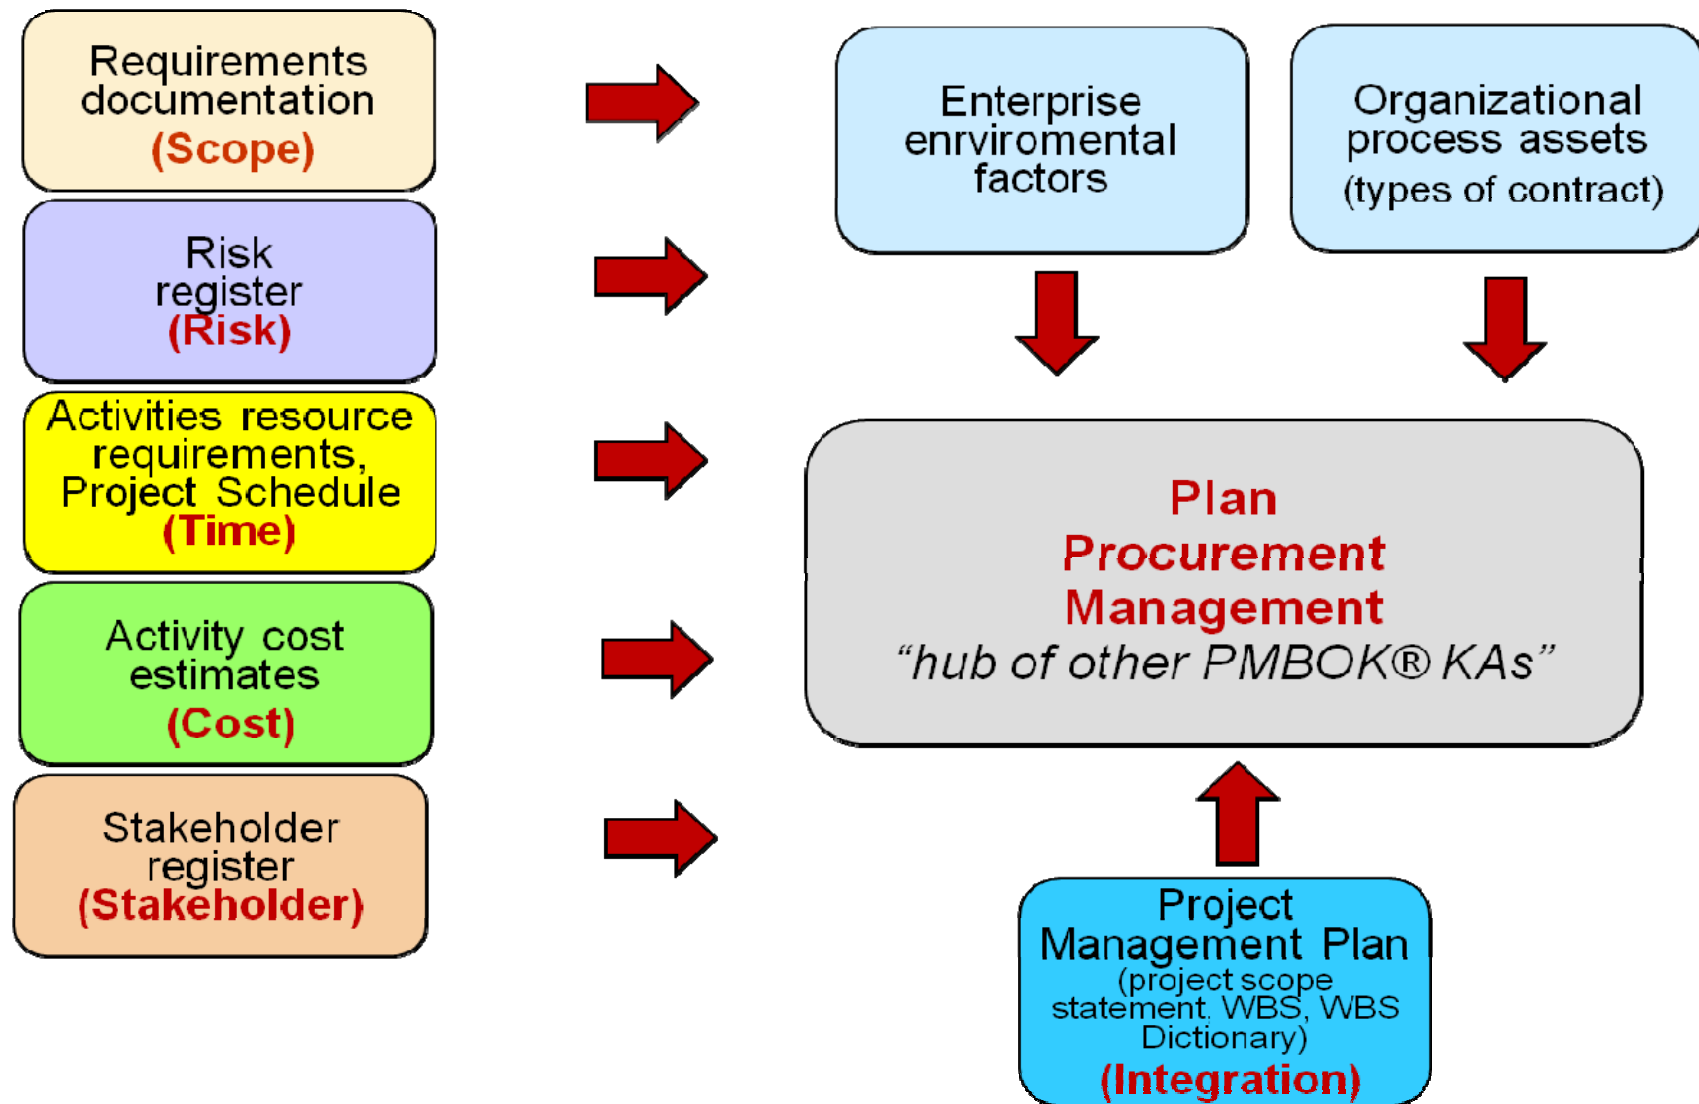 Requirements
documentation
(Scope)
Risk
register
(Risk)
Activities resource
requirements,
Project Schedule
(Time)
Activity cost
estimates
(Cost)
Stakeholder
register
(Stakeholder)
Enterprise
enrviromental
factors
Organizational
process assets
(types of contract)
Plan
Procurement
Management
“hub of other PMBOK® KAs”
Project
Management Plan
(project scope
statement, WBS, WBS
Dictionary)
(Integration)